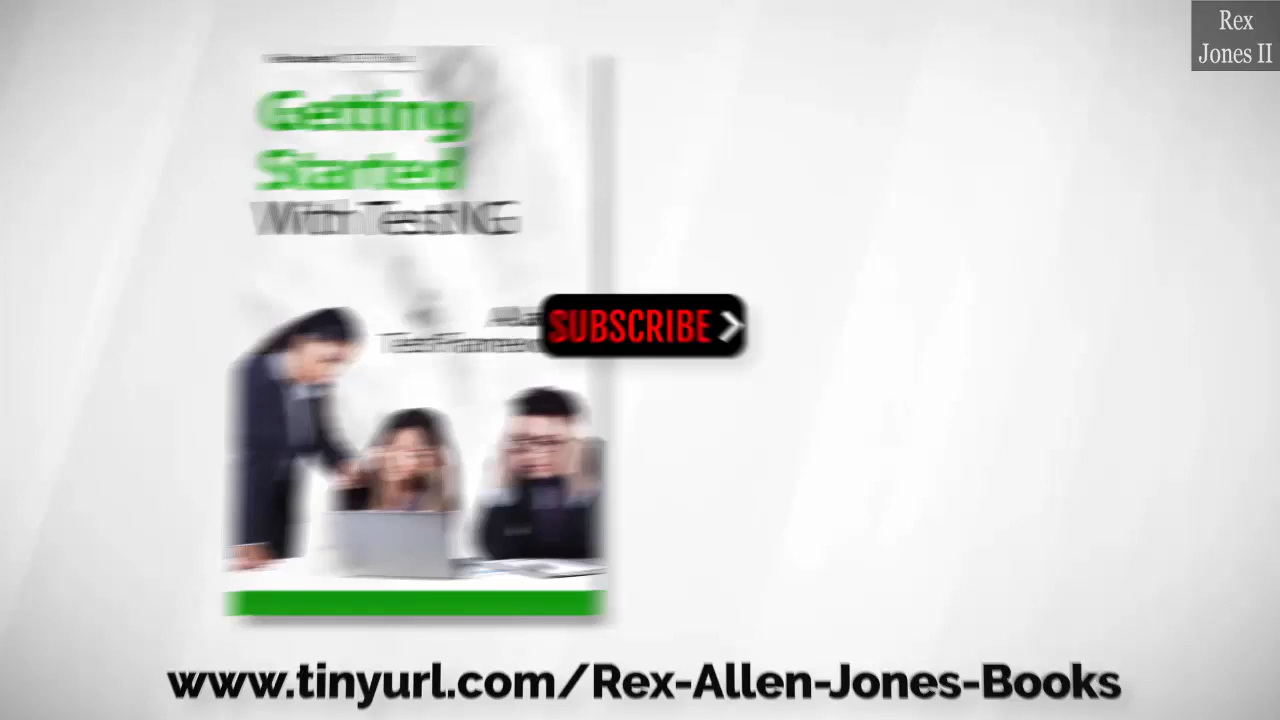 Rex
Jones II
Getting
Started
With TestNG
SUBSCRIBE
www.tinyurl.com/Rex-Allen-Jones-Books